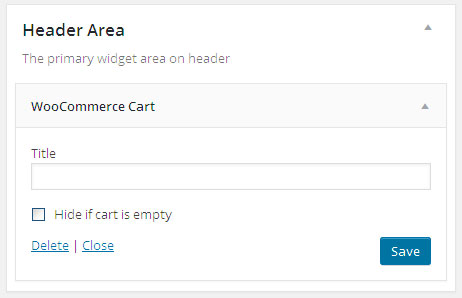 Header Area
The primary widget area on header
WooCommerce Cart
Title
Hide if cart is empty
Delete | Close
Save